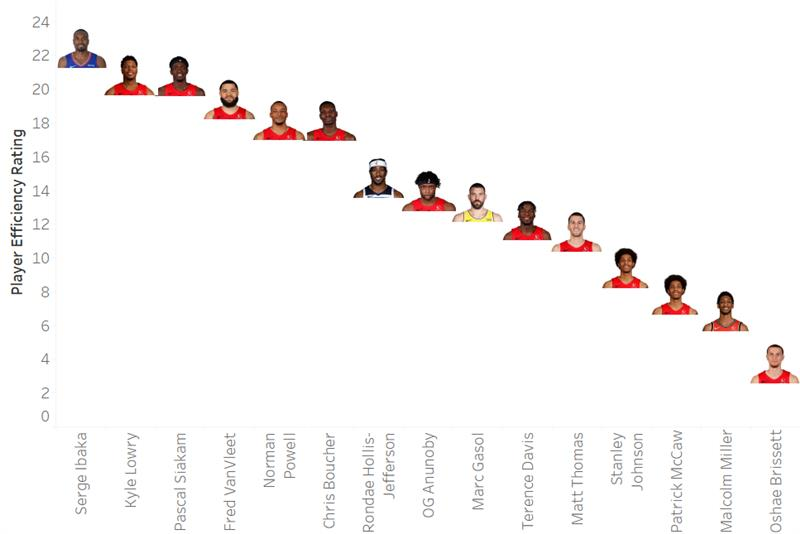 Player Efficiency Rating
24
22
20
18
16
14
12
10
8
6
4
2
0
Serge Ibaka
Kyle Lowry
Pascal Siakam
Fred VanVleet
Norman
Powell
Chris Boucher
Rondae Hollis-
Jefferson
OG Anunoby
Marc Gasol
Terence Davis
Matt Thomas
Stanley
Johnson
Patrick McCaw
Malcolm Miller
Oshae Brissett